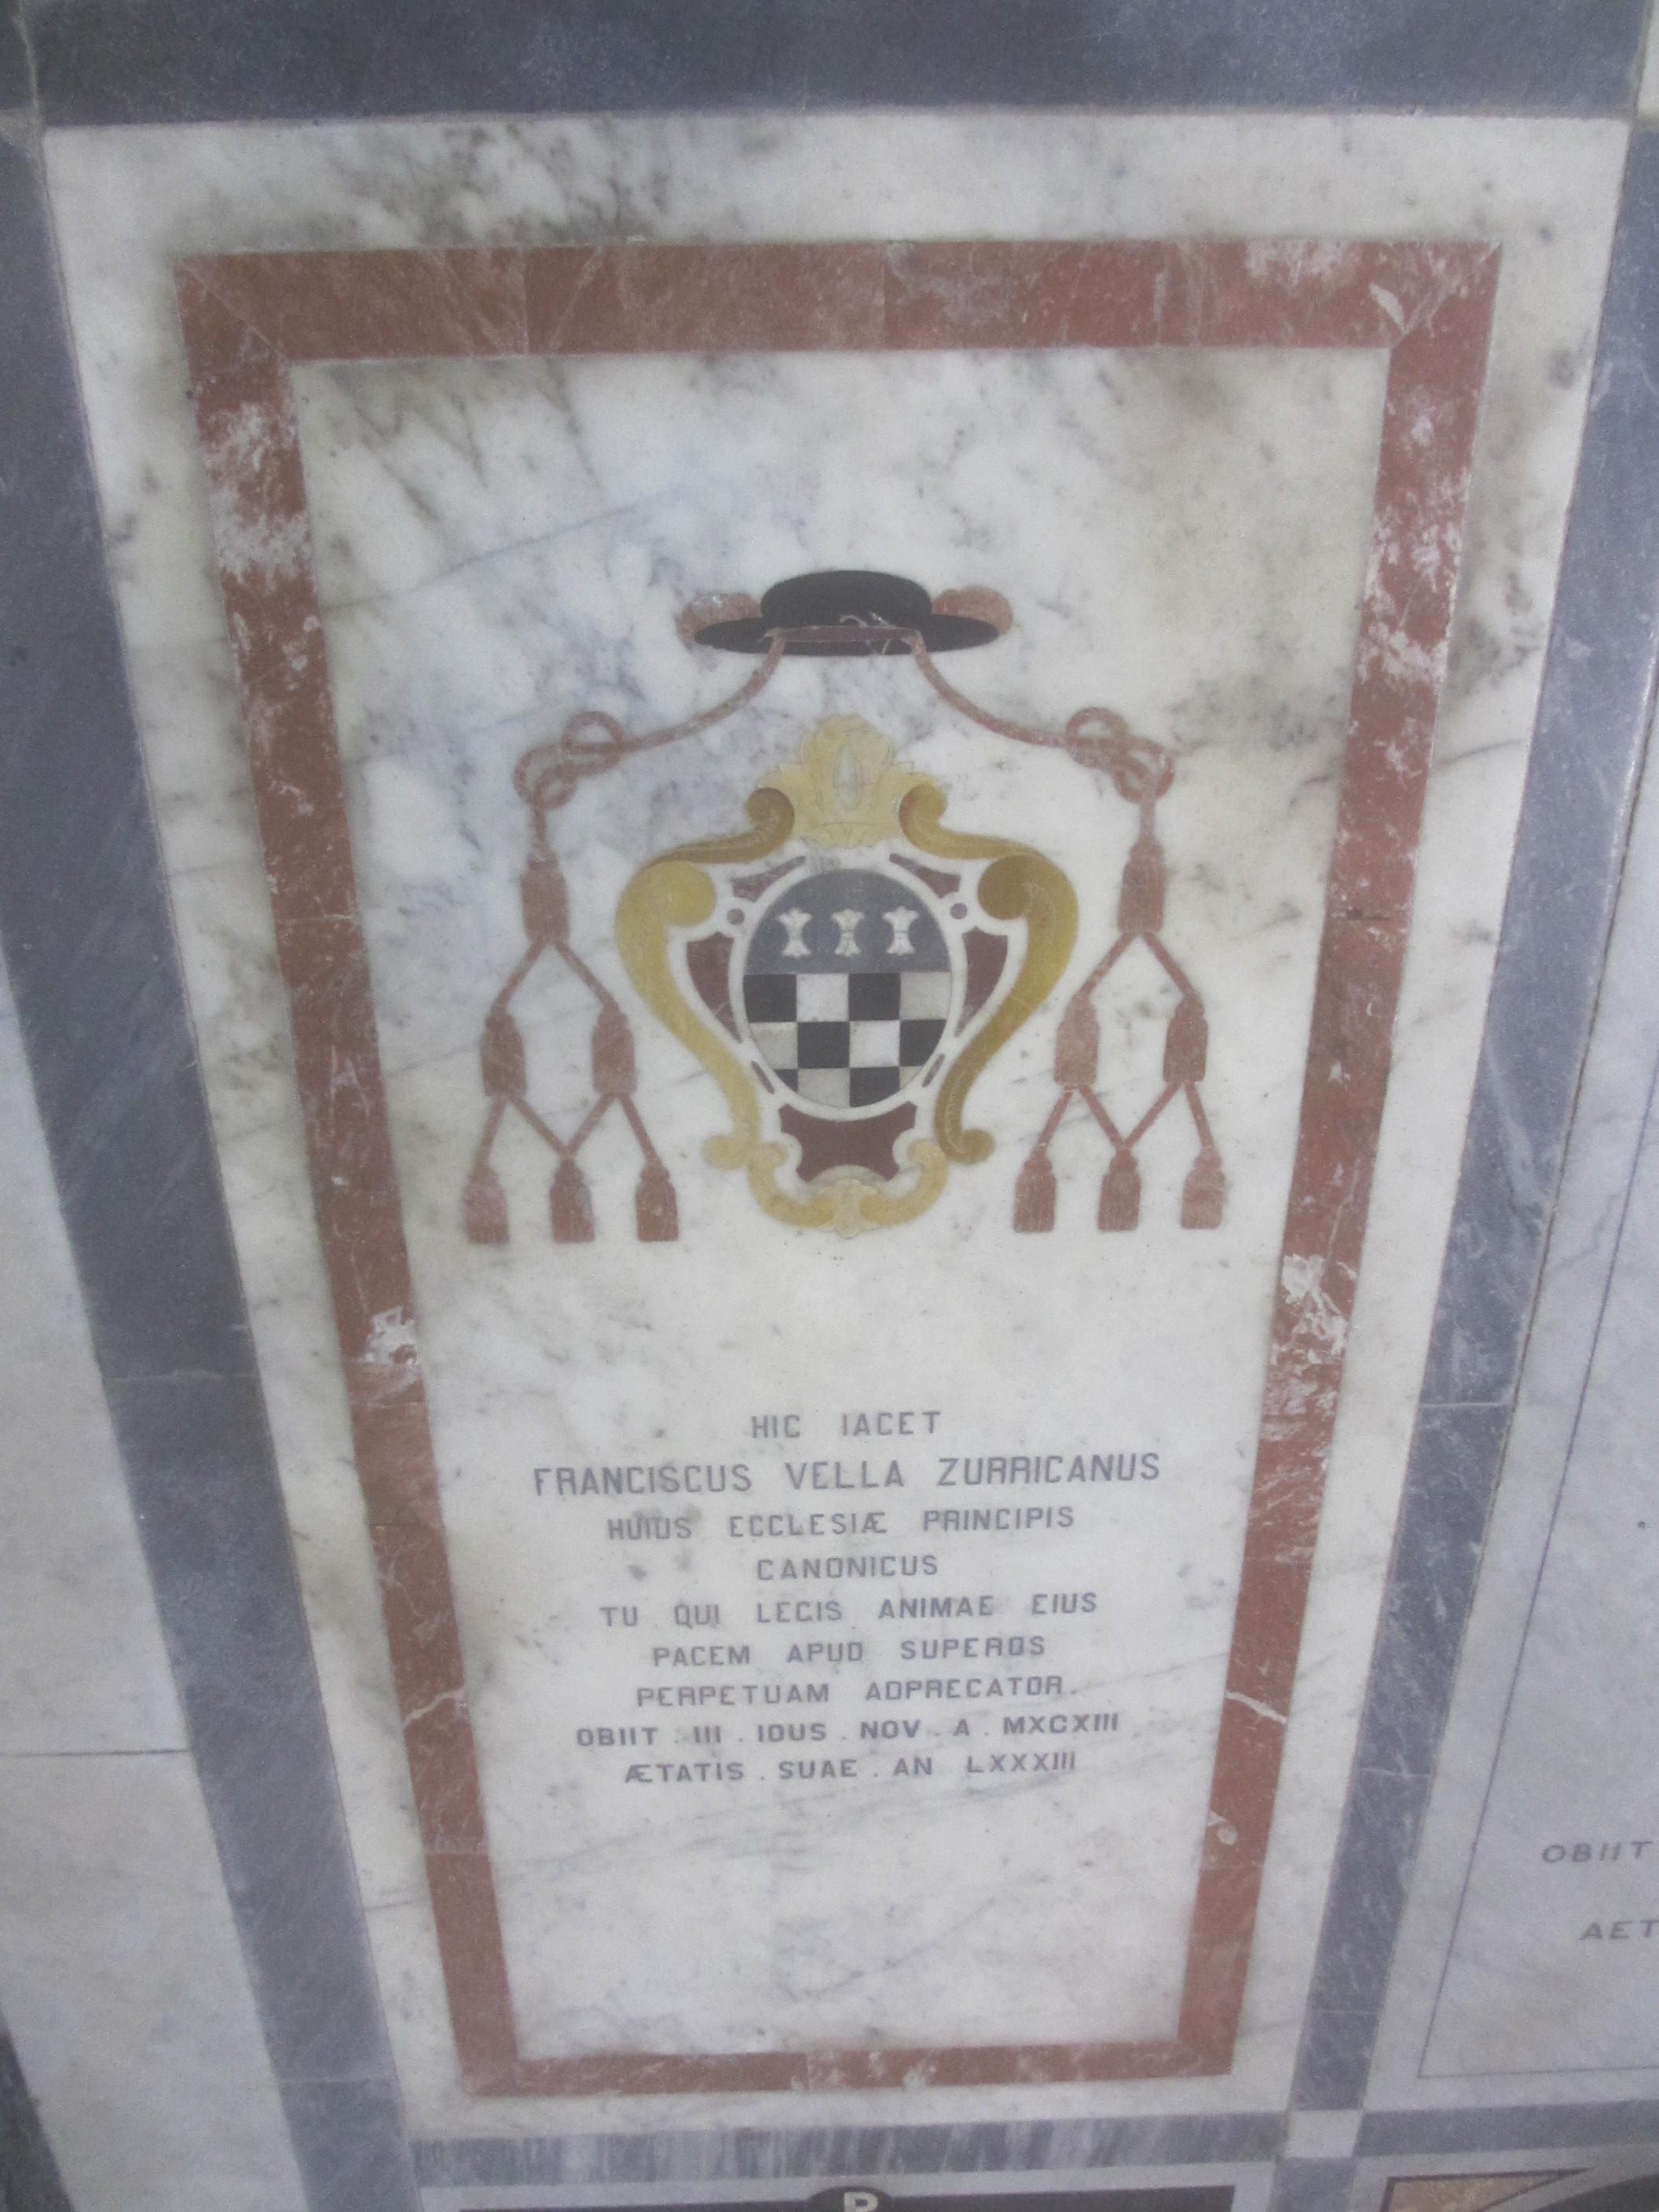 HIC IACET
FRANCISCUS VELLA ZURRICANUS
HUIUS ECCLESIÆ PRINCIPIS
CANONICUS
TU QUI LEGIS ANIMAE EIUS
PACEM APUD SUPEROS
PERPETUAM ADPRECATOR.
OBIIT . III . IDUS . NOV . A . MXCXIII
ÆTATIS . SUAE . AN LXXXIII
OBIIT
AET
P